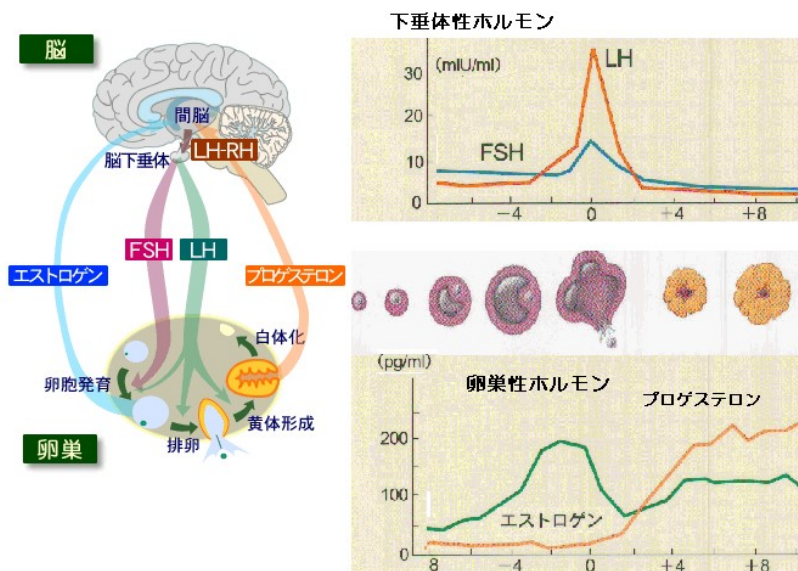 脳
間脳
LH-RH
脳下垂体
FSH
LH
エストロゲン
プロゲステロン
白体化
卵胞発育
黄体形成
排卵
卵巣
下垂体性ホルモン
(mIU/ml)
LH
30
20
FSH
10
0
−4
0
+4
+8
(pg/ml)
卵巣性ホルモン
プロゲステロン
200
100
エストロゲン
0
8
−4
0
+4
+8